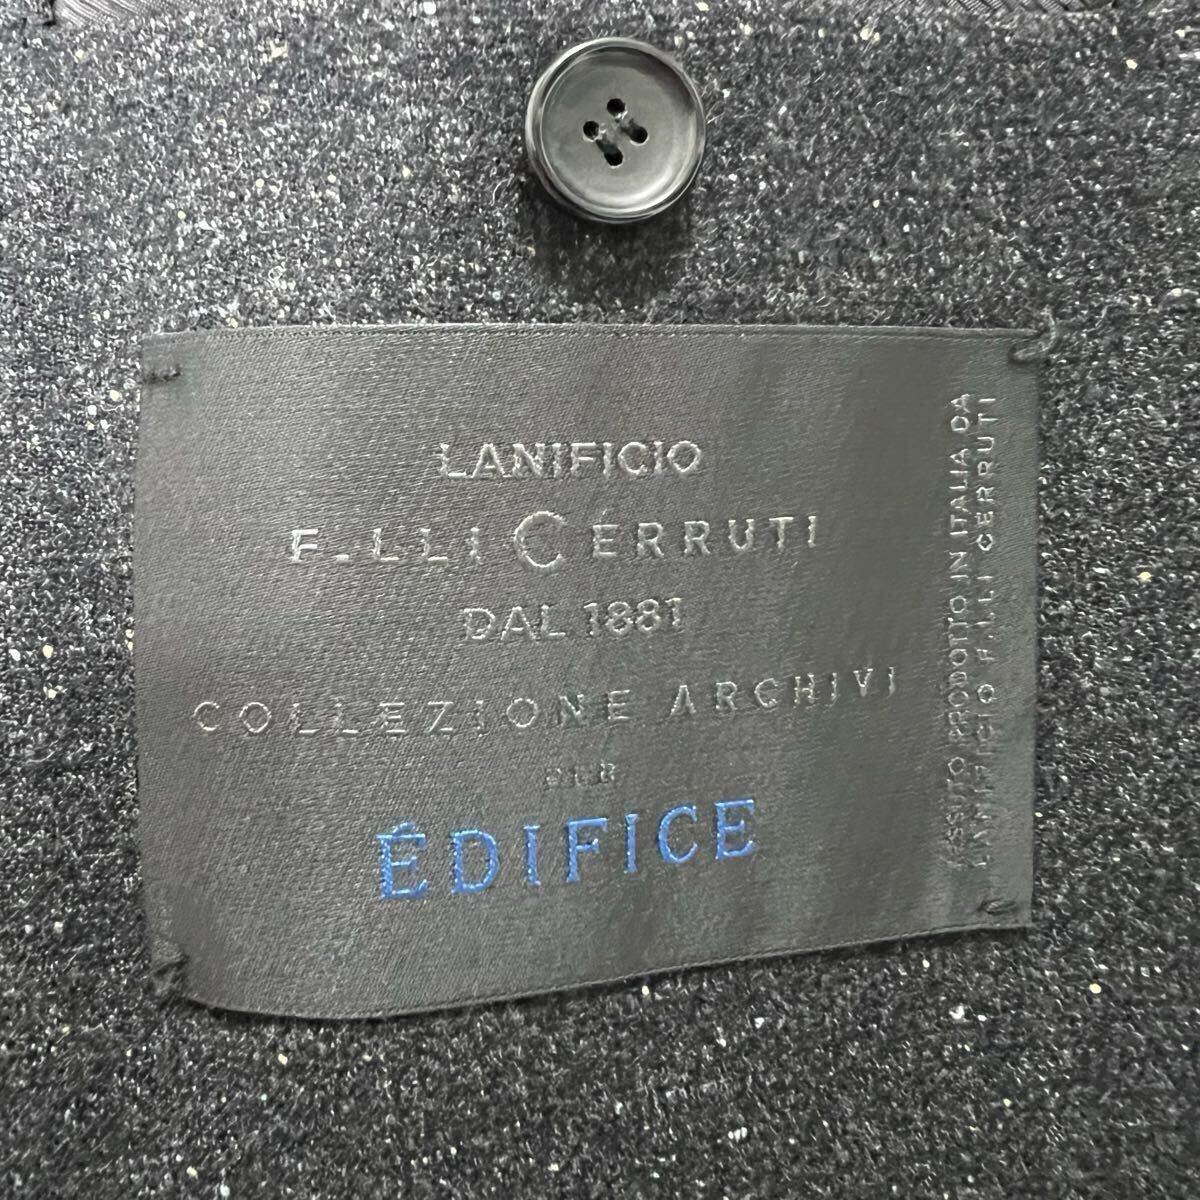 LANIFICIO
F.LLI CERRUTI
DAL 1881
COLLEZIONE ARCHIVI
PER
ÉDIFICE
TESSUTO PRODOTTO IN ITALIA DA
LANIFICIO F.LLI CERRUTI